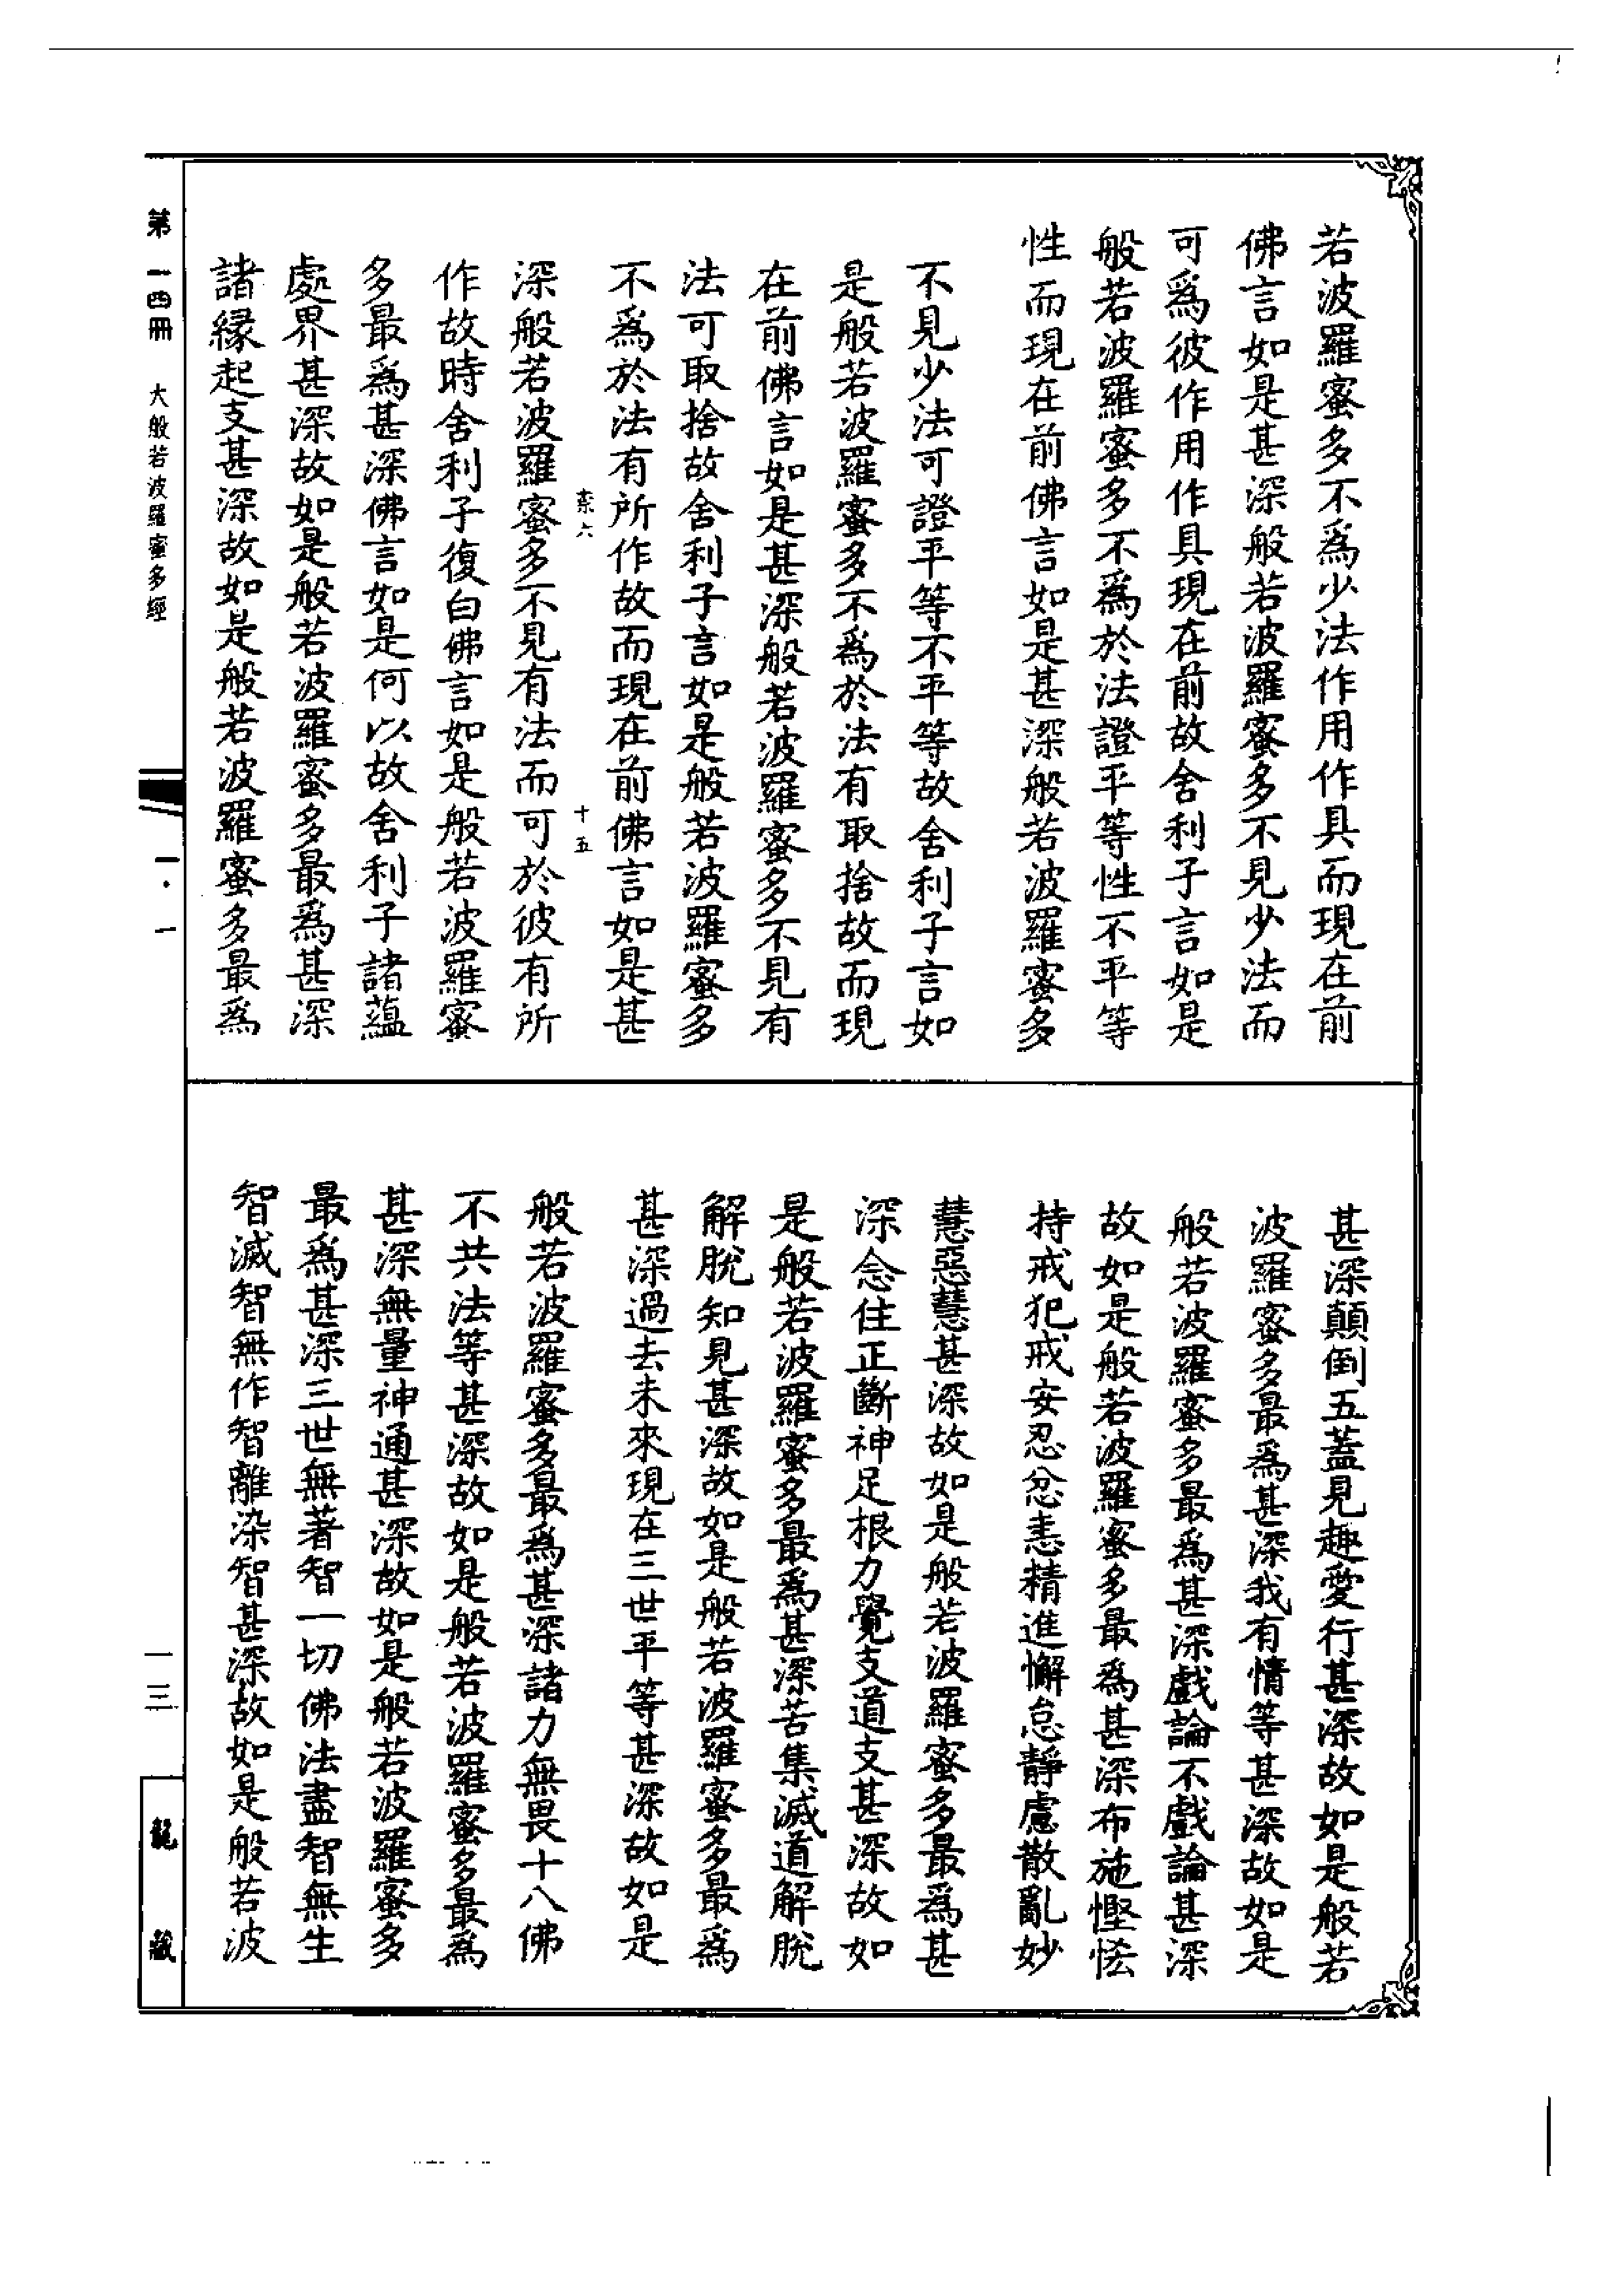 若波羅蜜多不爲少法作用作具而現在前
佛言如是甚深般若波羅蜜多不見少法而
可爲彼作用作具現在前故舍利子言如是
般若波羅蜜多不爲於法證平等性不平等
性而現在前佛言如是甚深般若波羅蜜多
不見少法可證平等不平等故舍利子言如
是般若波羅蜜多不爲於法有取捨故而現
在前佛言如是甚深般若波羅蜜多不見有
法可取捨故舍利子言如是般若波羅蜜多
不爲於法有所作故而現在前佛言如是甚
柰六 十五
深般若波羅蜜多不見有法而可於彼有所
作故時舍利子復白佛言如是般若波羅蜜
多最爲甚深佛言如是何以故舍利子諸蘊
處界甚深故如是般若波羅蜜多最爲甚深
諸緣起支甚深故如是般若波羅蜜多最爲
甚深顛倒五蓋見趣愛行甚深故如是般若
波羅蜜多最爲甚深我有情等甚深故如是
般若波羅蜜多最爲甚深戲論不戲論甚深
故如是般若波羅蜜多最爲甚深布施慳悋
持戒犯戒安忍忿恚精進懈怠靜慮散亂妙
慧惡慧甚深故如是般若波羅蜜多最爲甚
深念住正斷神足根力覺支道支甚深故如
是般若波羅蜜多最爲甚深苦集滅道解脫
解脫知見甚深故如是般若波羅蜜多最爲
甚深過去未來現在三世平等甚深故如是
般若波羅蜜多最爲甚深諸力無畏十八佛
不共法等甚深故如是般若波羅蜜多最爲
甚深無量神通甚深故如是般若波羅蜜多
最爲甚深三世無著智一切佛法盡智無生
智滅智無作智離染智甚深故如是般若波
第一四冊 大般若波羅蜜多經
一·一
一三
龍藏